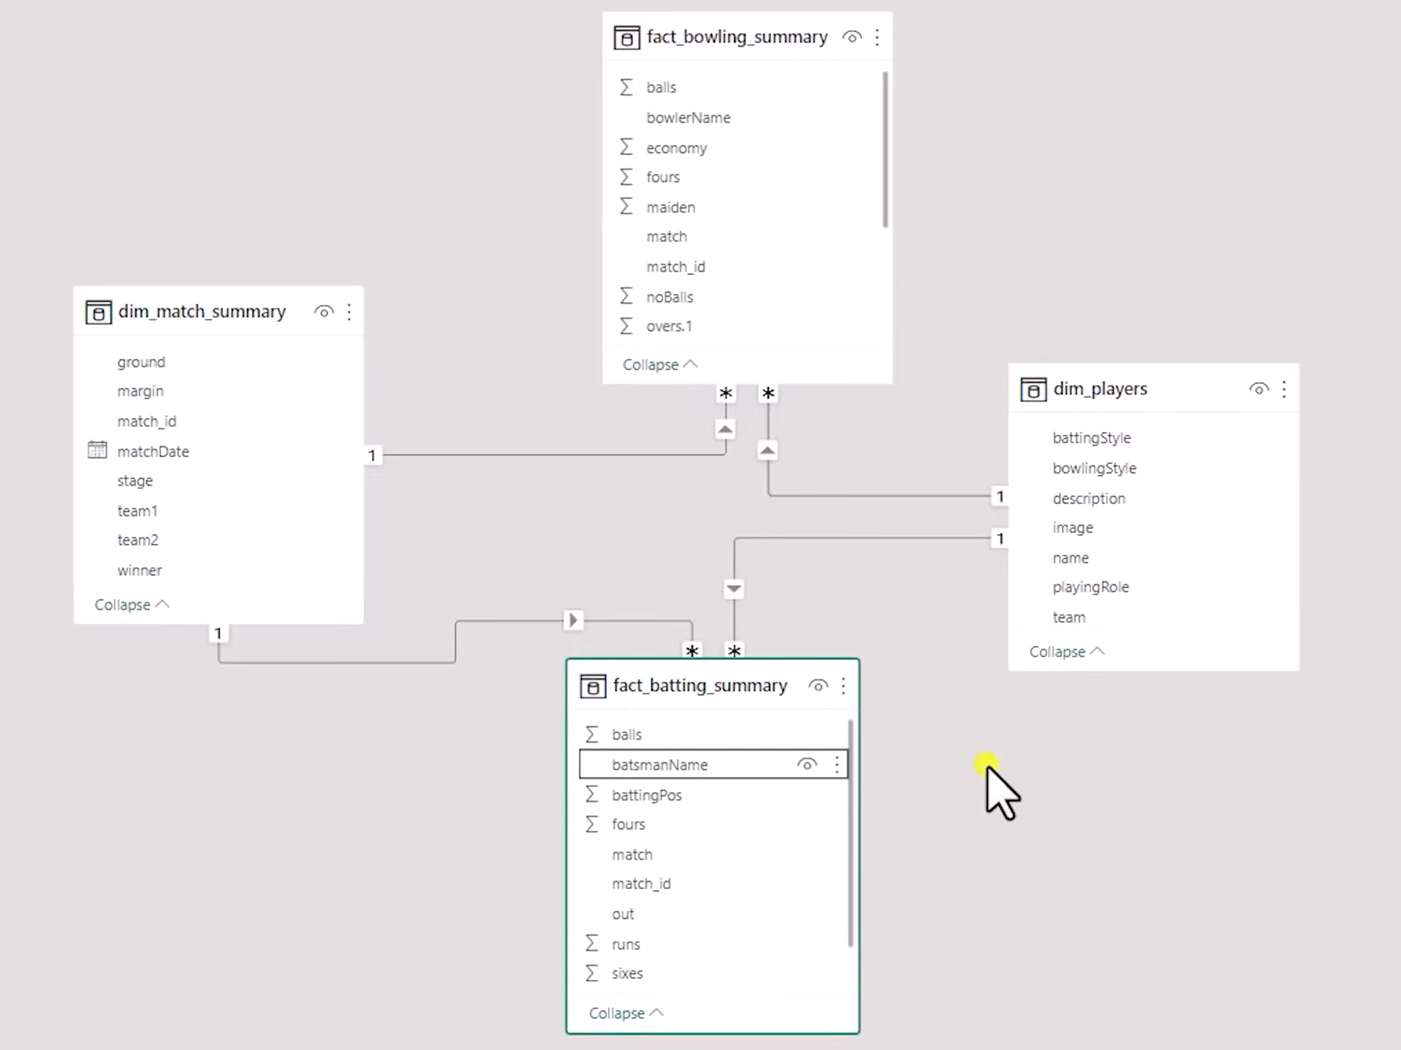 fact_bowling_summary
Σ balls
bowlerName
Σ economy
Σ fours
Σ maiden
match
match_id
Σ noBalls
Σ overs.1
Collapse
dim_match_summary
ground
margin
match_id
matchDate
stage
team1
team2
winner
Collapse
dim_players
battingStyle
bowlingStyle
description
image
name
playingRole
team
Collapse
* *
1
1
1
1
* *
fact_batting_summary
Σ balls
batsmanName
Σ battingPos
Σ fours
match
match_id
out
Σ runs
Σ sixes
Collapse